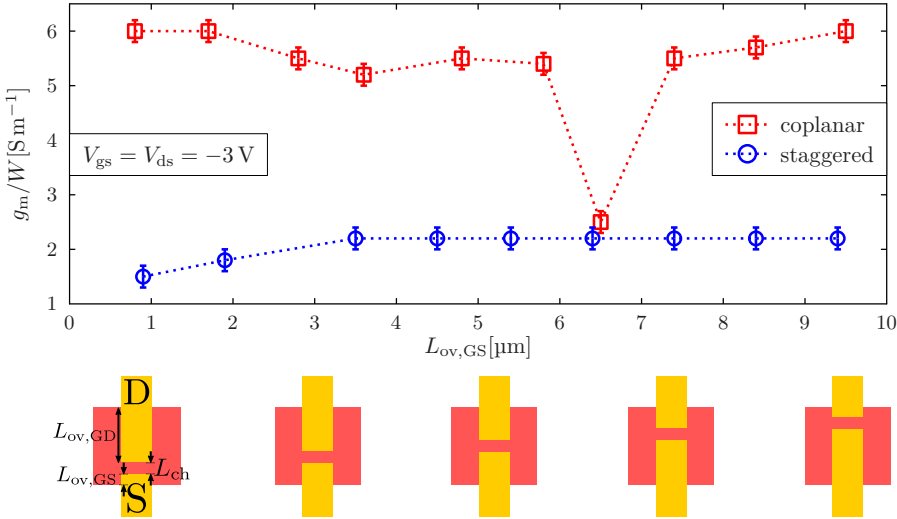 6
5
4
3
2
1
g_m/W [S m⁻¹]
V_gs = V_ds = −3 V
coplanar
staggered
0 1 2 3 4 5 6 7 8 9 10
L_ov,GS [µm]
D
L_ov,GD
L_ch
L_ov,GS
S